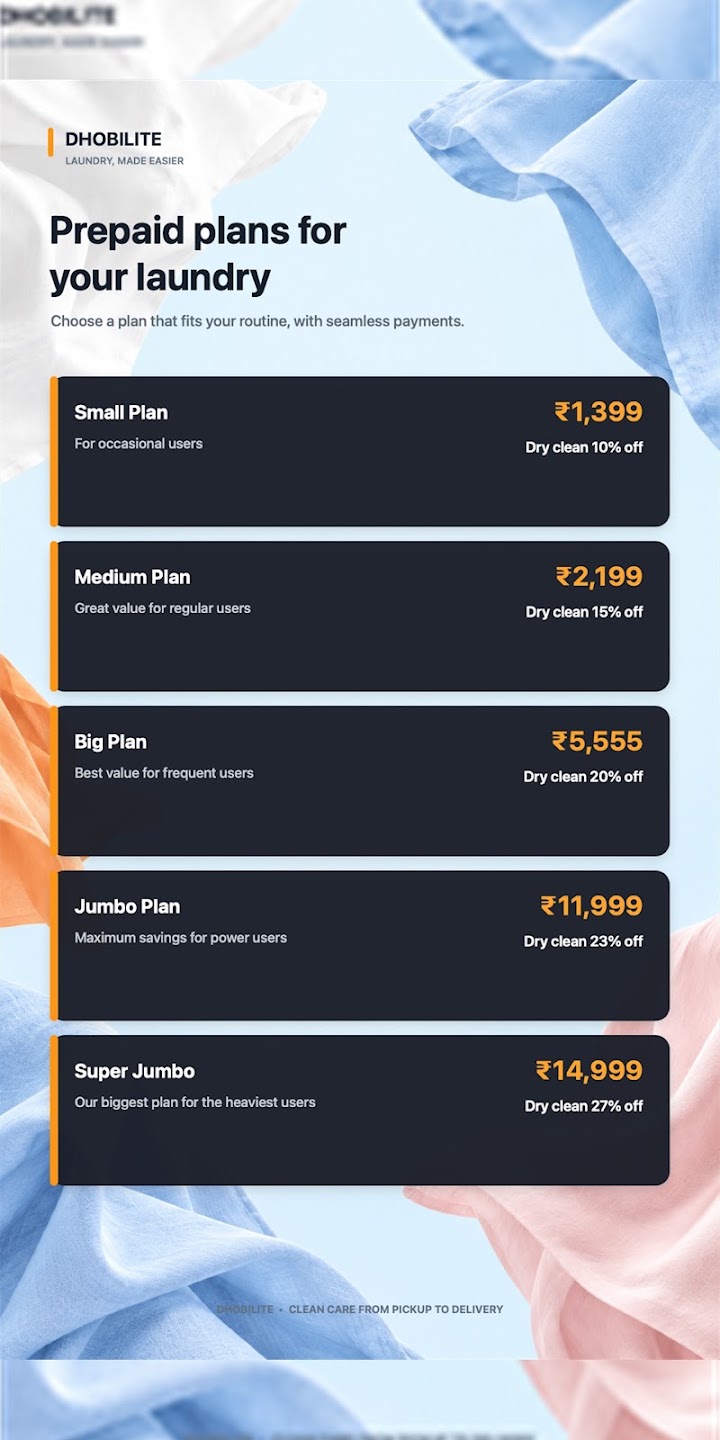 DHOBILITE
LAUNDRY, MADE EASIER
DHOBILITE
LAUNDRY, MADE EASIER
Prepaid plans for
your laundry
Choose a plan that fits your routine, with seamless payments.
Small Plan
₹1,399
For occasional users
Dry clean 10% off
Medium Plan
₹2,199
Great value for regular users
Dry clean 15% off
Big Plan
₹5,555
Best value for frequent users
Dry clean 20% off
Jumbo Plan
₹11,999
Maximum savings for power users
Dry clean 23% off
Super Jumbo
₹14,999
Our biggest plan for the heaviest users
Dry clean 27% off
DHOBILITE • CLEAN CARE FROM PICKUP TO DELIVERY